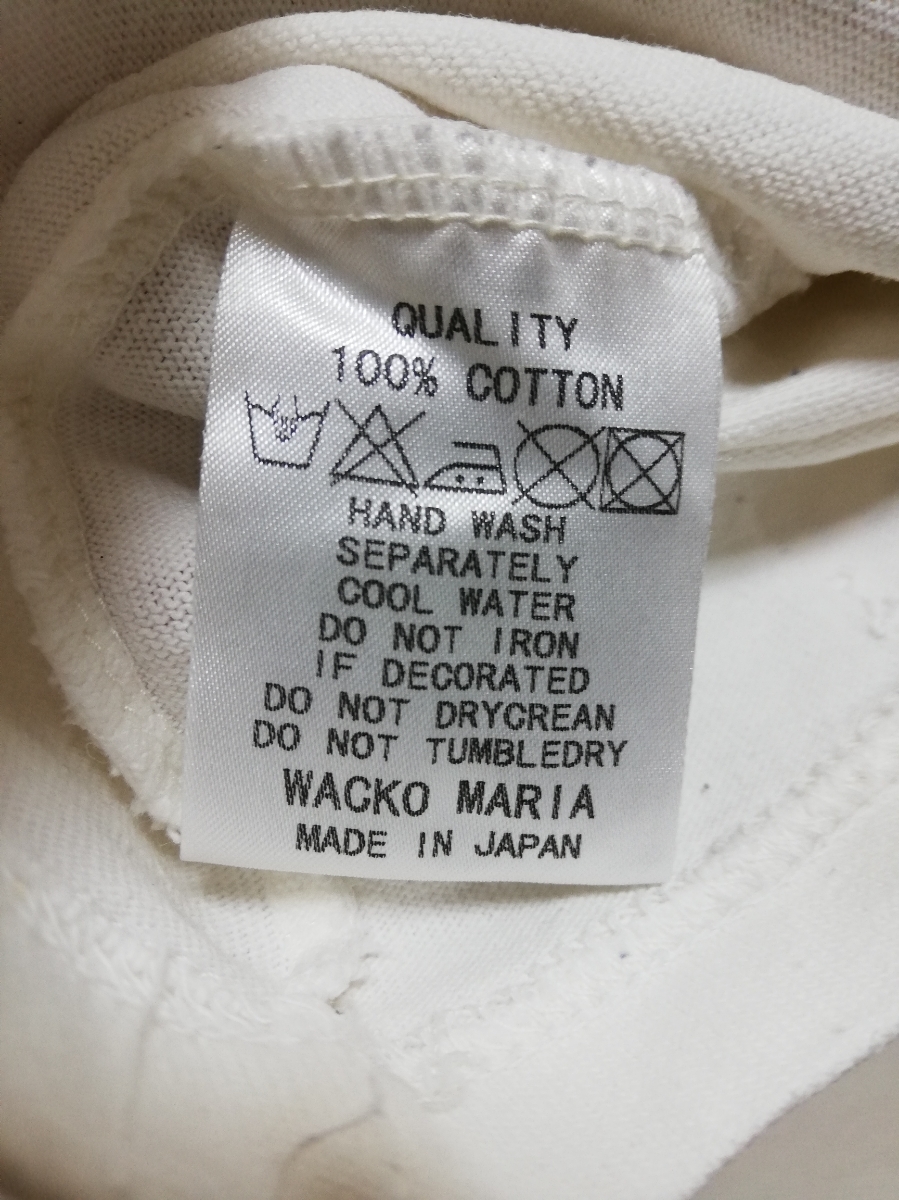 QUALITY
100% COTTON
HAND WASH
SEPARATELY
COOL WATER
DO NOT IRON
IF DECORATED
DO NOT DRYCREAN
DO NOT TUMBLEDRY
WACKO MARIA
MADE IN JAPAN